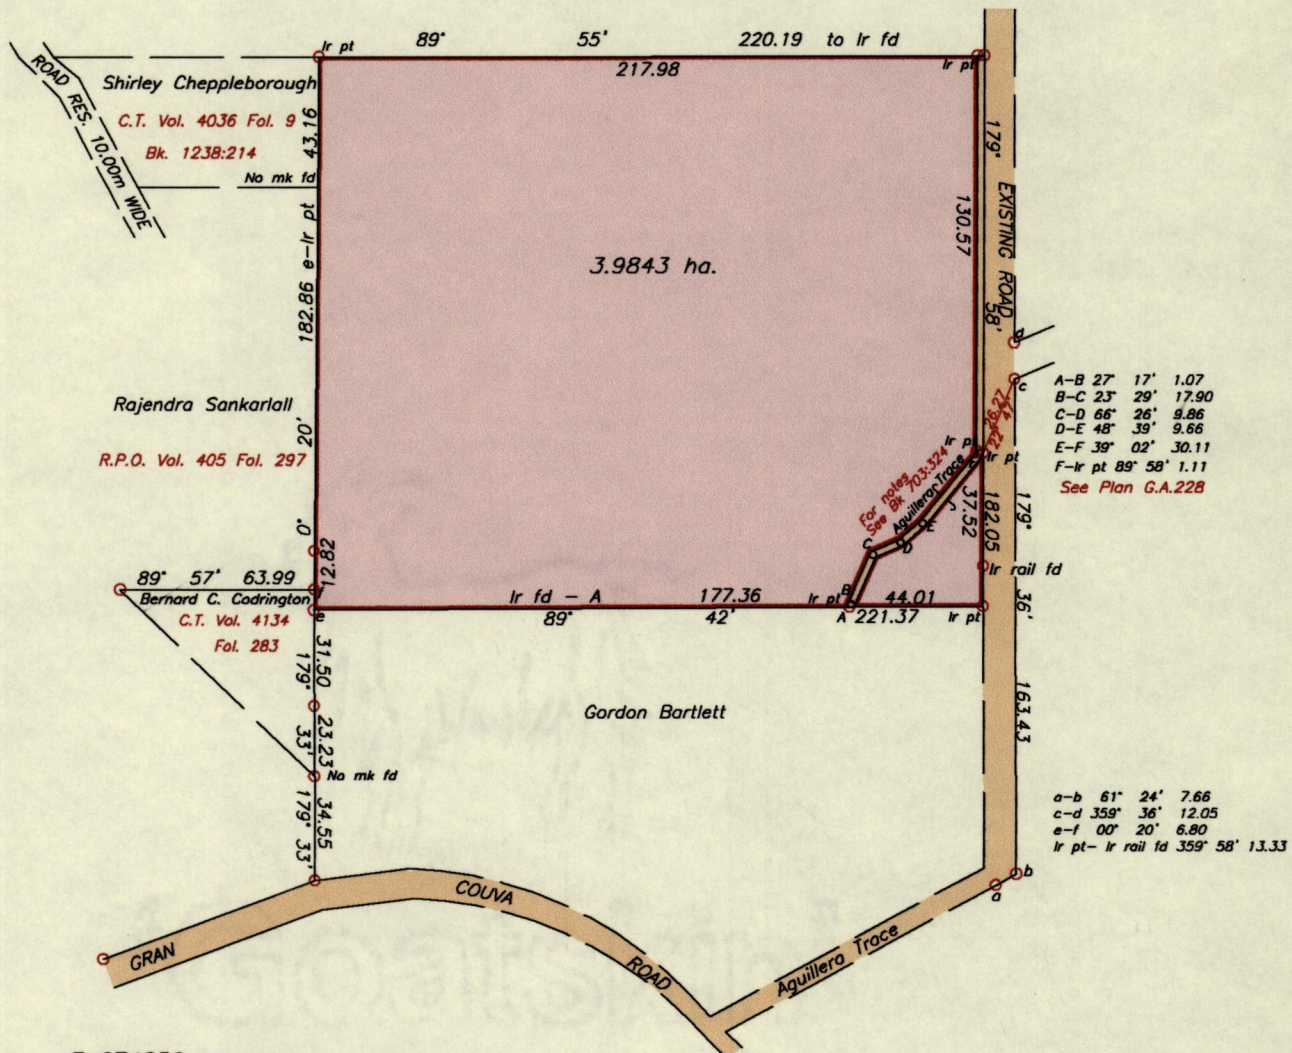 Ir pt 89° 55' 220.19 to Ir fd
217.98
Ir pt
ROAD RES. 10.00m WIDE
Shirley Cheppleborough
C.T. Vol. 4036 Fol. 9
Bk. 1238:214
No mk fd
43.16
182.86 e-Ir pt
0° 20'
179° 58'
EXISTING ROAD
130.57
3.9843 ha.
d
c
26.27
22° 47'
Rajendra Sankarlall
R.P.O. Vol. 405 Fol. 297
A-B 27° 17' 1.07
B-C 23° 29' 17.90
C-D 66° 26' 9.86
D-E 48° 39' 9.66
E-F 39° 02' 30.11
F-Ir pt 89° 58' 1.11
See Plan G.A.228
Ir pt
F
Ir pt
For notes
See Bk 703:324
Aguillera Trace
37.52
182.05
179° 36'
C
D
E
Ir rail fd
12.82
89° 57' 63.99
f
Bernard C. Codrington
C.T. Vol. 4134
Fol. 283
e
Ir fd - A 177.36
89° 42'
Ir pt
B
A
44.01
221.37
Ir pt
31.50
179° 33'
23.23
No mk fd
34.55
179° 33'
Gordon Bartlett
163.43
a-b 61° 24' 7.66
c-d 359° 36' 12.05
e-f 00° 20' 6.80
Ir pt- Ir rail fd 359° 58' 13.33
b
a
GRAN COUVA ROAD
Aguillera Trace